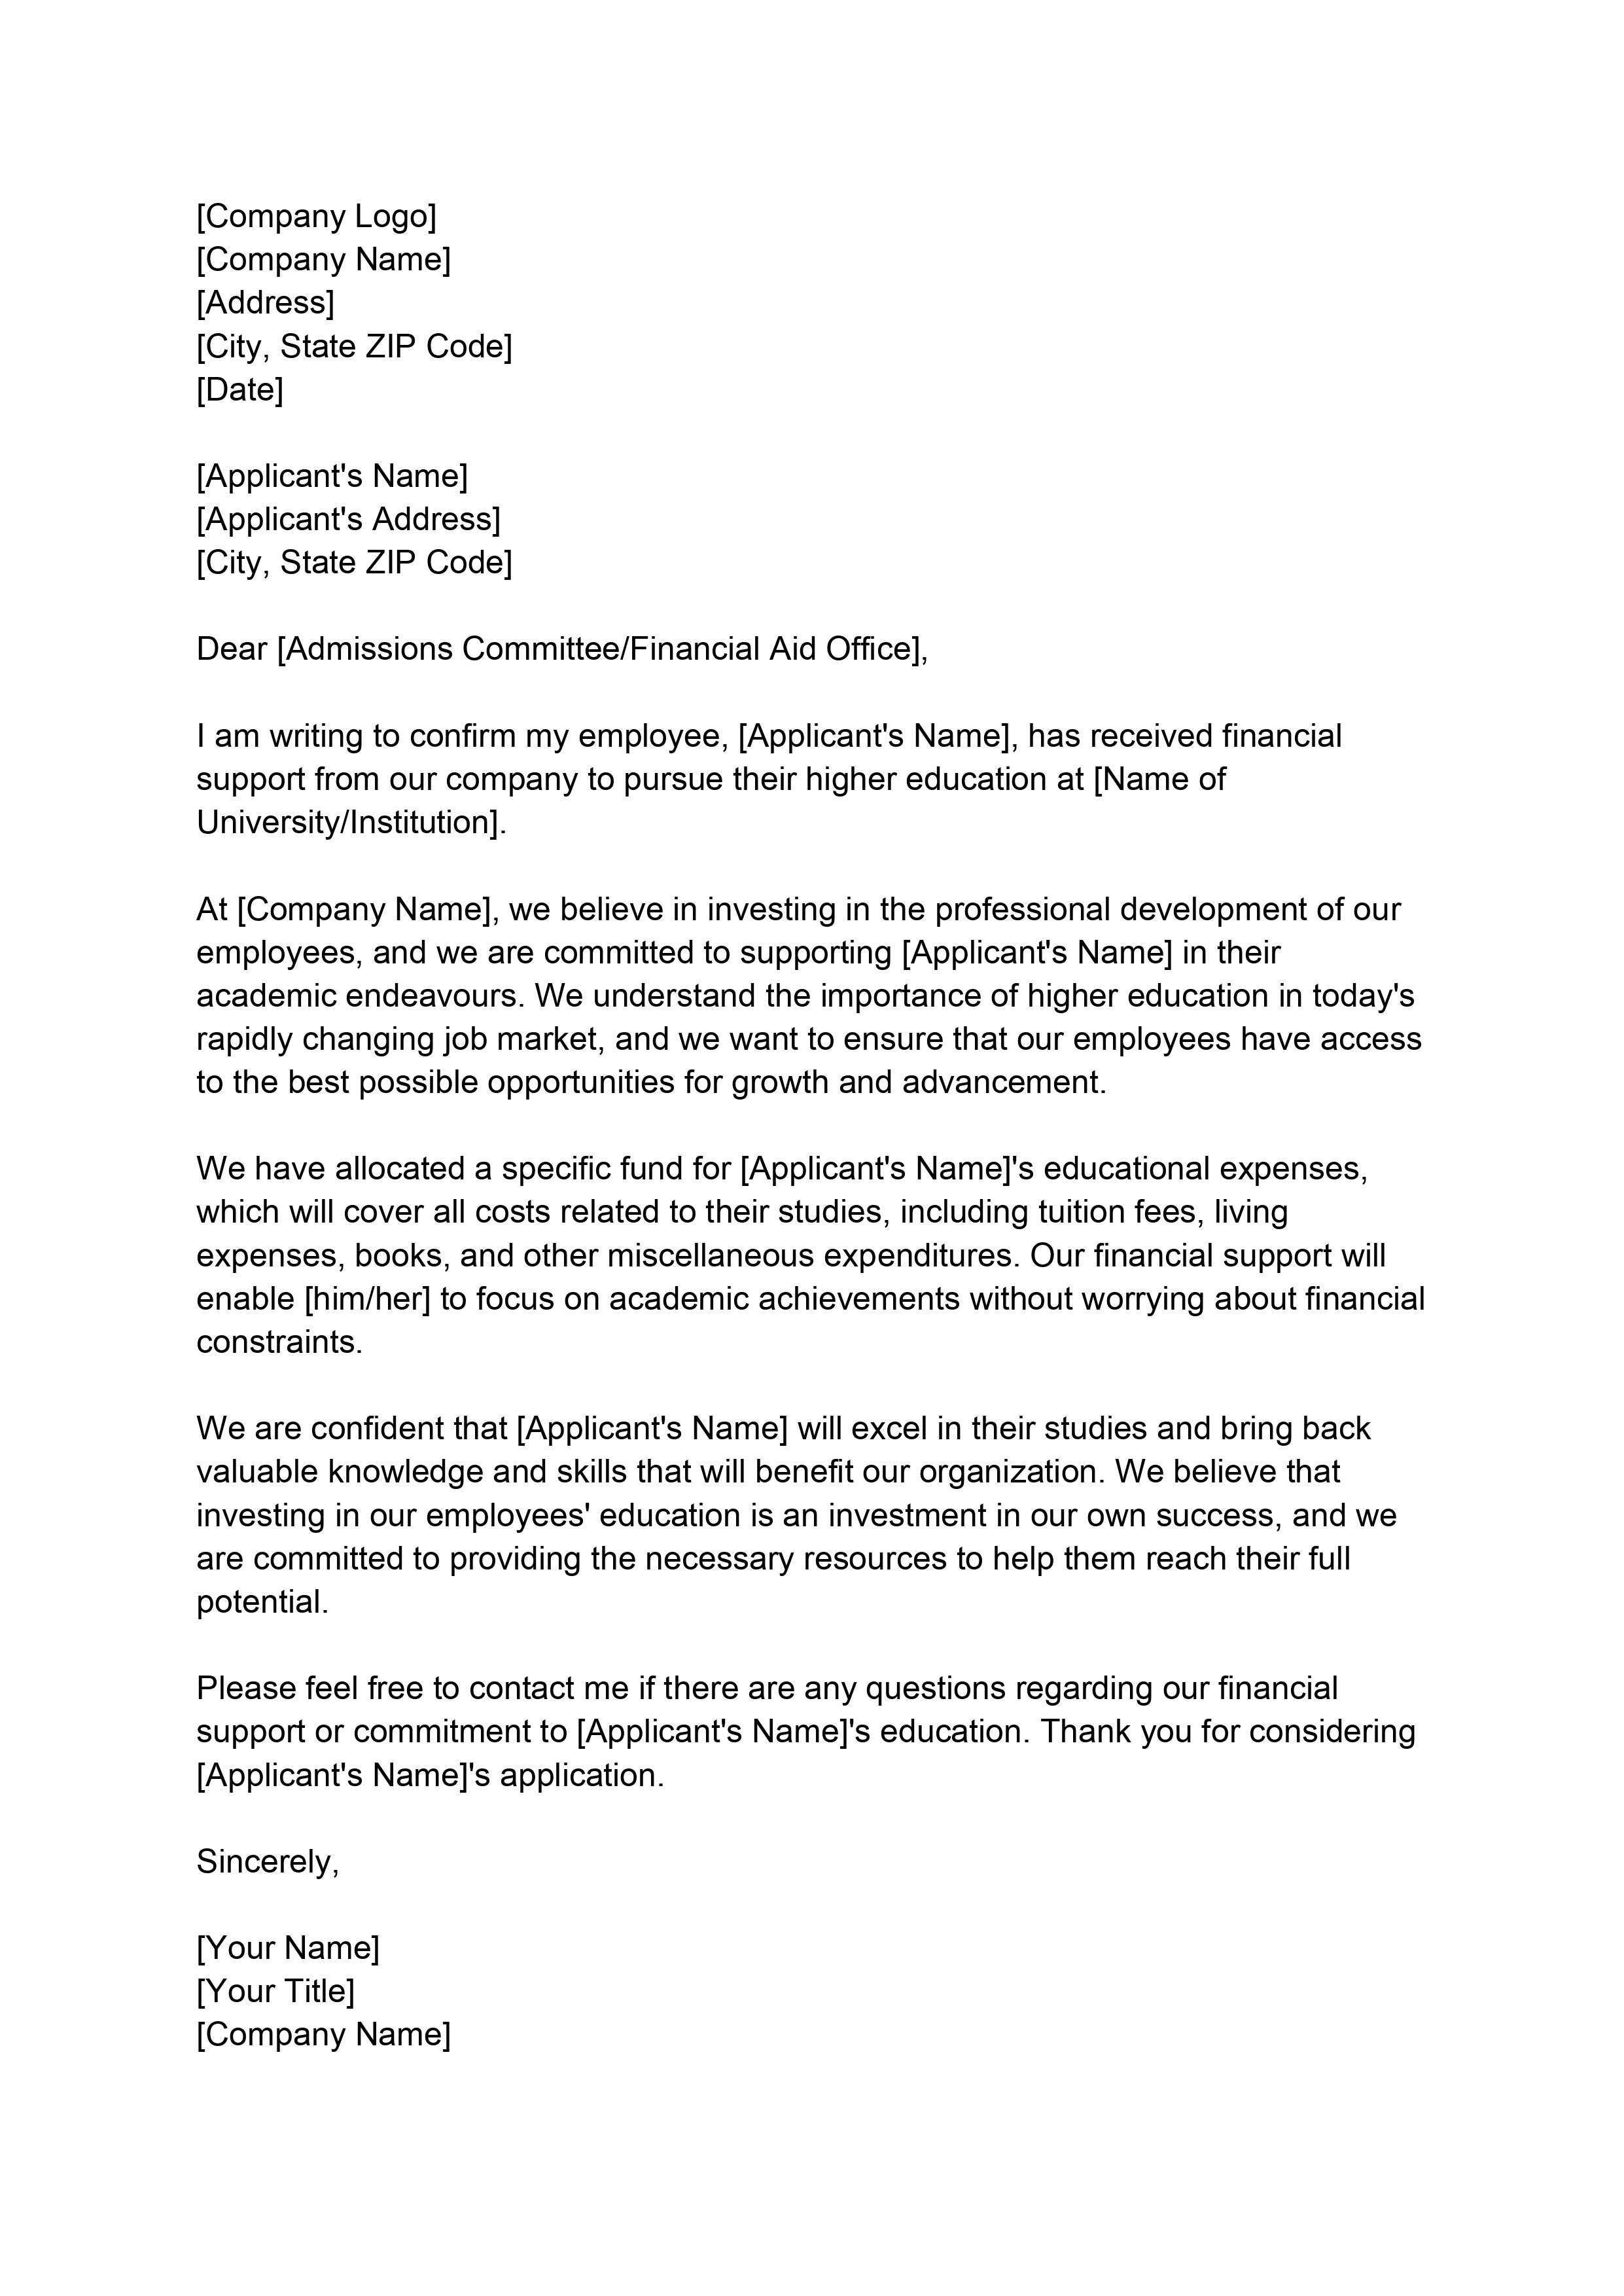 [Company Logo]
[Company Name]
[Address]
[City, State ZIP Code]
[Date]
[Applicant's Name]
[Applicant's Address]
[City, State ZIP Code]
Dear [Admissions Committee/Financial Aid Office],
I am writing to confirm my employee, [Applicant's Name], has received financial
support from our company to pursue their higher education at [Name of
University/Institution].
At [Company Name], we believe in investing in the professional development of our
employees, and we are committed to supporting [Applicant's Name] in their
academic endeavours. We understand the importance of higher education in today's
rapidly changing job market, and we want to ensure that our employees have access
to the best possible opportunities for growth and advancement.
We have allocated a specific fund for [Applicant's Name]'s educational expenses,
which will cover all costs related to their studies, including tuition fees, living
expenses, books, and other miscellaneous expenditures. Our financial support will
enable [him/her] to focus on academic achievements without worrying about financial
constraints.
We are confident that [Applicant's Name] will excel in their studies and bring back
valuable knowledge and skills that will benefit our organization. We believe that
investing in our employees' education is an investment in our own success, and we
are committed to providing the necessary resources to help them reach their full
potential.
Please feel free to contact me if there are any questions regarding our financial
support or commitment to [Applicant's Name]'s education. Thank you for considering
[Applicant's Name]'s application.
Sincerely,
[Your Name]
[Your Title]
[Company Name]